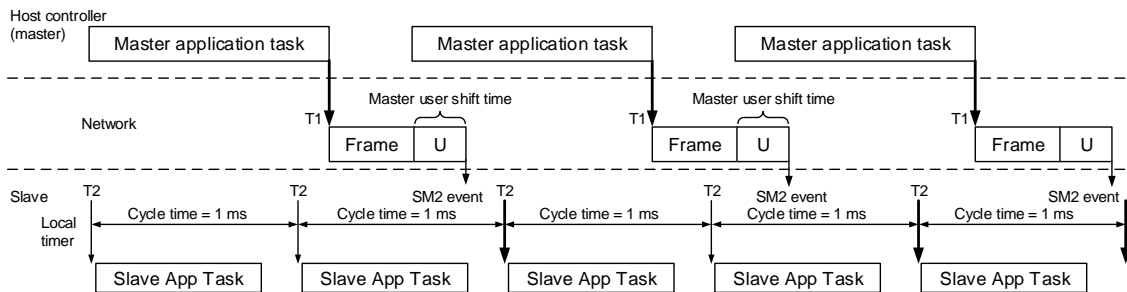 Host controller
(master)
Master application task
Master application task
Master application task
Master user shift time
Master user shift time
Network
T1
T1
T1
Frame
U
Frame
U
Frame
U
Slave
T2
T2
SM2 event
T2
T2
SM2 event
T2
SM2 event
Local
timer
Cycle time = 1 ms
Cycle time = 1 ms
Cycle time = 1 ms
Cycle time = 1 ms
Cycle time = 1 ms
Slave App Task
Slave App Task
Slave App Task
Slave App Task
Slave App Task
T2